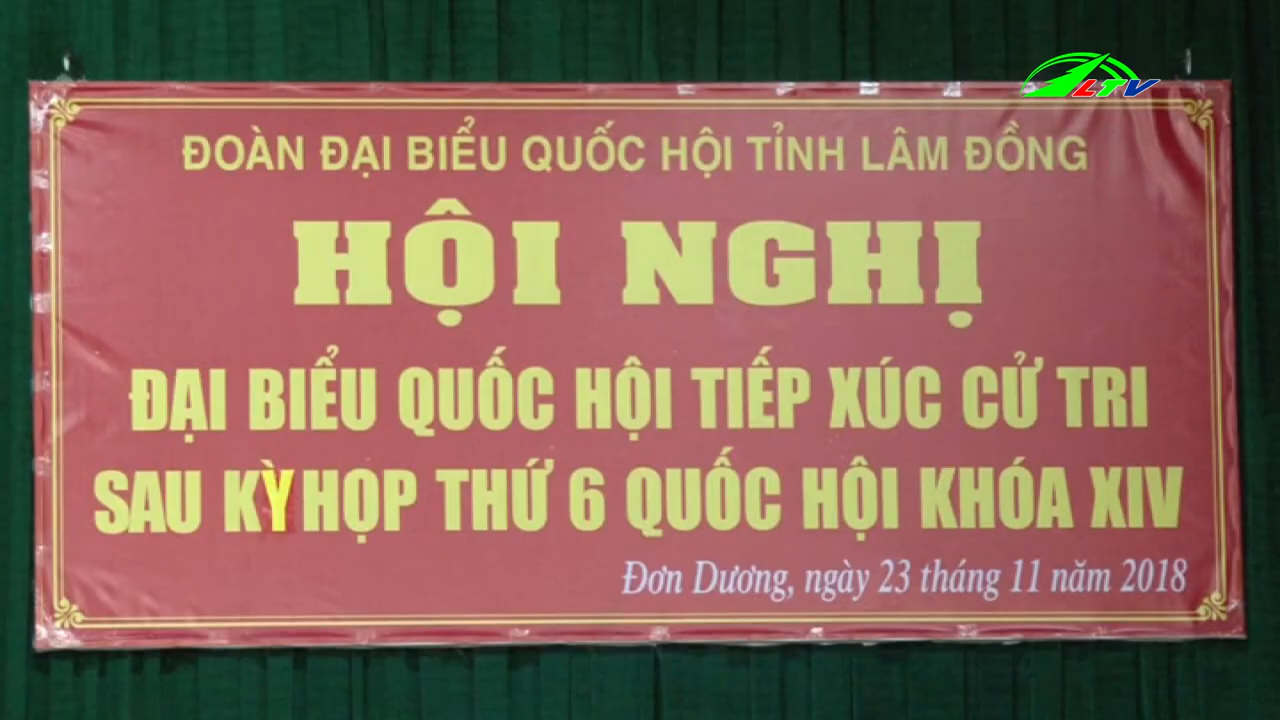 LTV
ĐOÀN ĐẠI BIỂU QUỐC HỘI TỈNH LÂM ĐỒNG
HỘI NGHỊ
ĐẠI BIỂU QUỐC HỘI TIẾP XÚC CỬ TRI
SAU KỲ HỌP THỨ 6 QUỐC HỘI KHÓA XIV
Đơn Dương, ngày 23 tháng 11 năm 2018